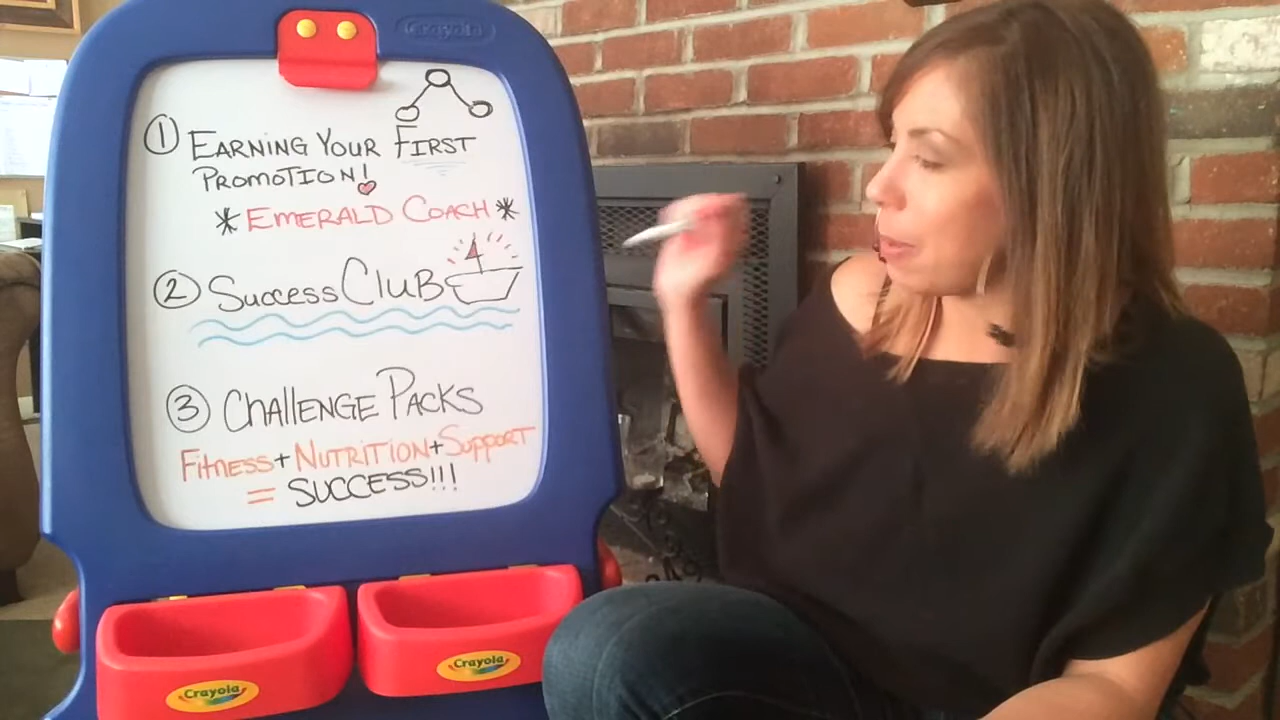 Crayola
① EARNING YOUR FIRST
PROMOTION!
* EMERALD COACH *
② SUCCESS CLUB
③ CHALLENGE PACKS
FITNESS + NUTRITION + SUPPORT
= SUCCESS!!!
Crayola
Crayola